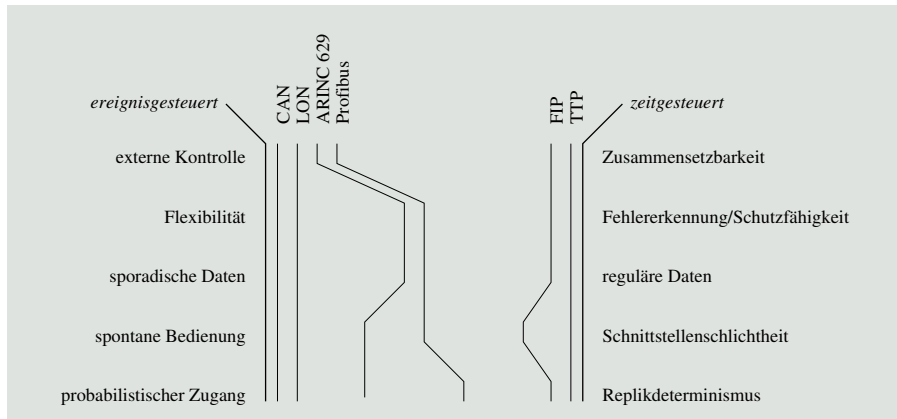 CAN
LON
ARINC 629
Profibus
FIP
TTP
ereignisgesteuert
zeitgesteuert
externe Kontrolle
Zusammensetzbarkeit
Flexibilität
Fehlererkennung/Schutzfähigkeit
sporadische Daten
reguläre Daten
spontane Bedienung
Schnittstellenschlichtheit
probabilistischer Zugang
Replikdeterminismus